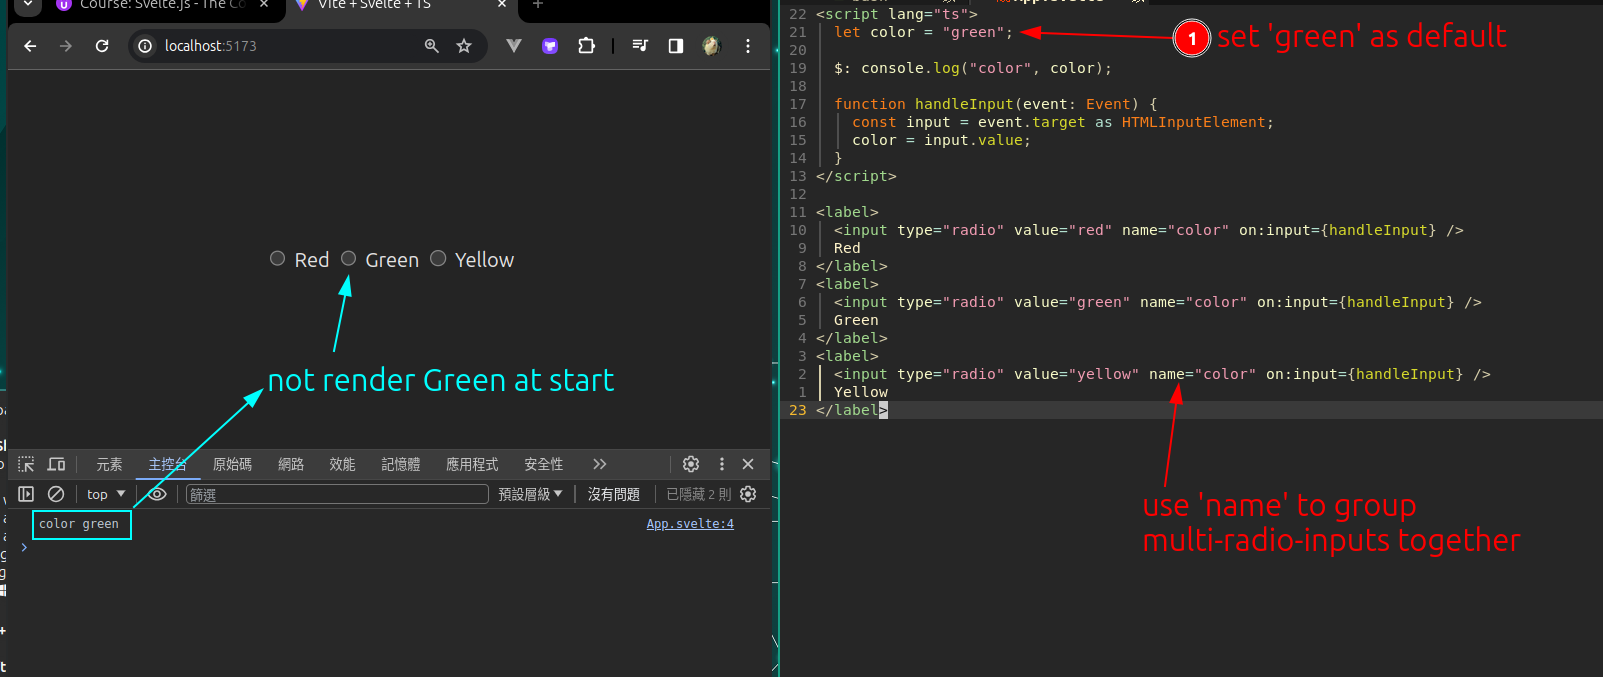 Course: Svelte.js - The Co
Vite + Svelte + TS
localhost:5173
Red Green Yellow
not render Green at start
元素 主控台 原始碼 網路 效能 記憶體 應用程式 安全性
top 篩選 預設層級 沒有問題 已隱藏 2 則
color green App.svelte:4
22 <script lang="ts">
21 let color = "green";
1 set 'green' as default
20
19 $: console.log("color", color);
18
17 function handleInput(event: Event) {
16 const input = event.target as HTMLInputElement;
15 color = input.value;
14 }
13 </script>
12
11 <label>
10 <input type="radio" value="red" name="color" on:input={handleInput} />
9 Red
8 </label>
7 <label>
6 <input type="radio" value="green" name="color" on:input={handleInput} />
5 Green
4 </label>
3 <label>
2 <input type="radio" value="yellow" name="color" on:input={handleInput} />
1 Yellow
23 </label>
use 'name' to group
multi-radio-inputs together